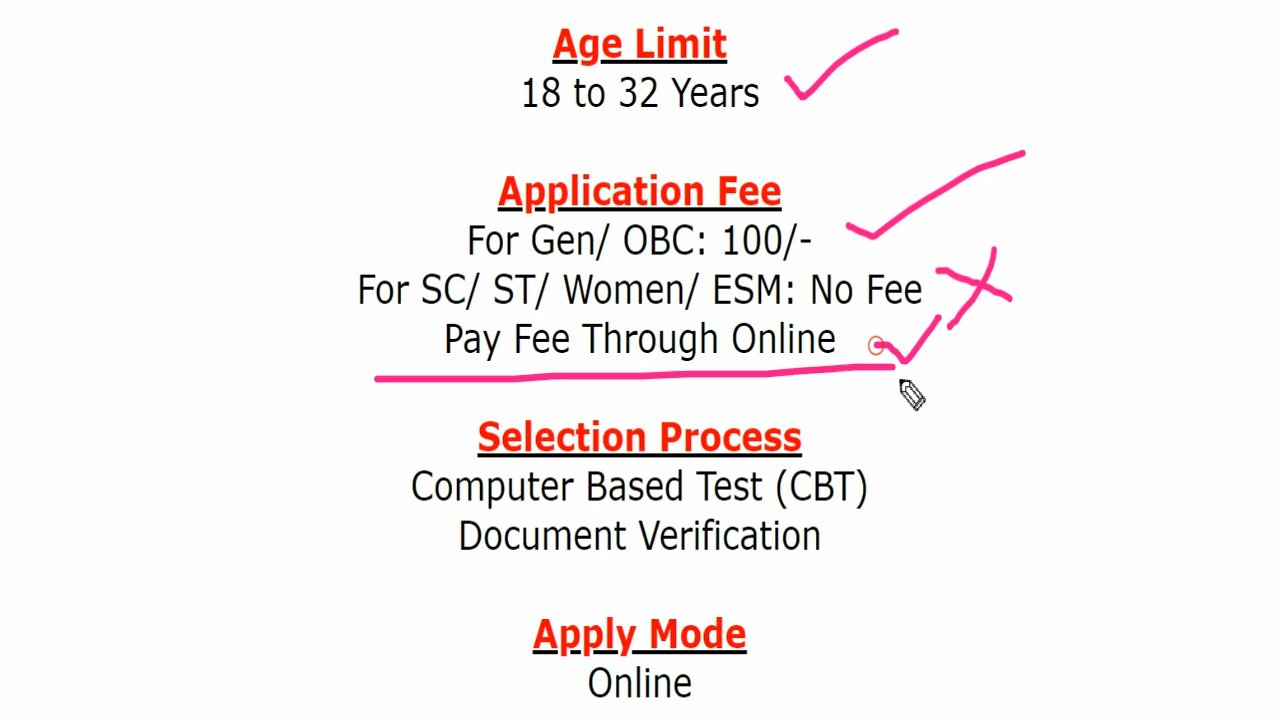 Age Limit
18 to 32 Years
Application Fee
For Gen/ OBC: 100/-
For SC/ ST/ Women/ ESM: No Fee
Pay Fee Through Online
Selection Process
Computer Based Test (CBT)
Document Verification
Apply Mode
Online